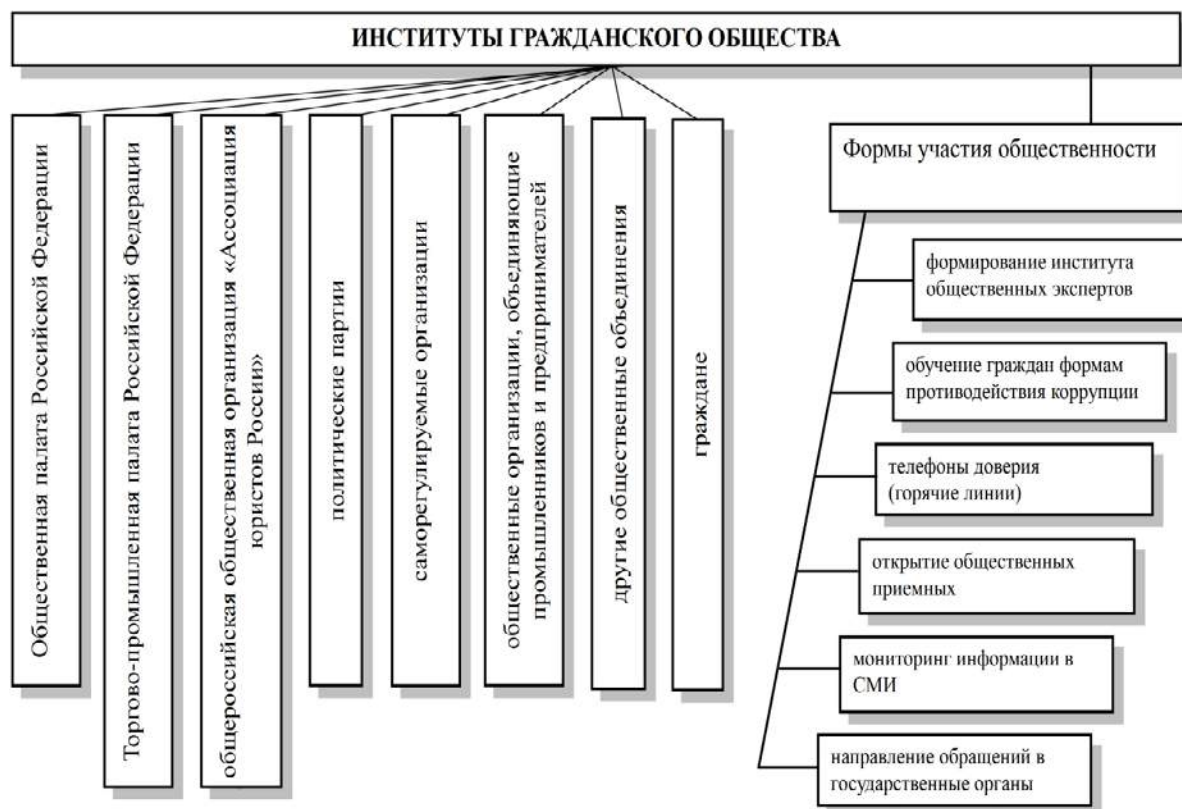 ИНСТИТУТЫ ГРАЖДАНСКОГО ОБЩЕСТВА
Общественная палата Российской Федерации
Торгово-промышленная палата Российской Федерации
общероссийская общественная организация «Ассоциация
юристов России»
политические партии
саморегулируемые организации
общественные организации, объединяющие
промышленников и предпринимателей
другие общественные объединения
граждане
Формы участия общественности
формирование института
общественных экспертов
обучение граждан формам
противодействия коррупции
телефоны доверия
(горячие линии)
открытие общественных
приемных
мониторинг информации в
СМИ
направление обращений в
государственные органы